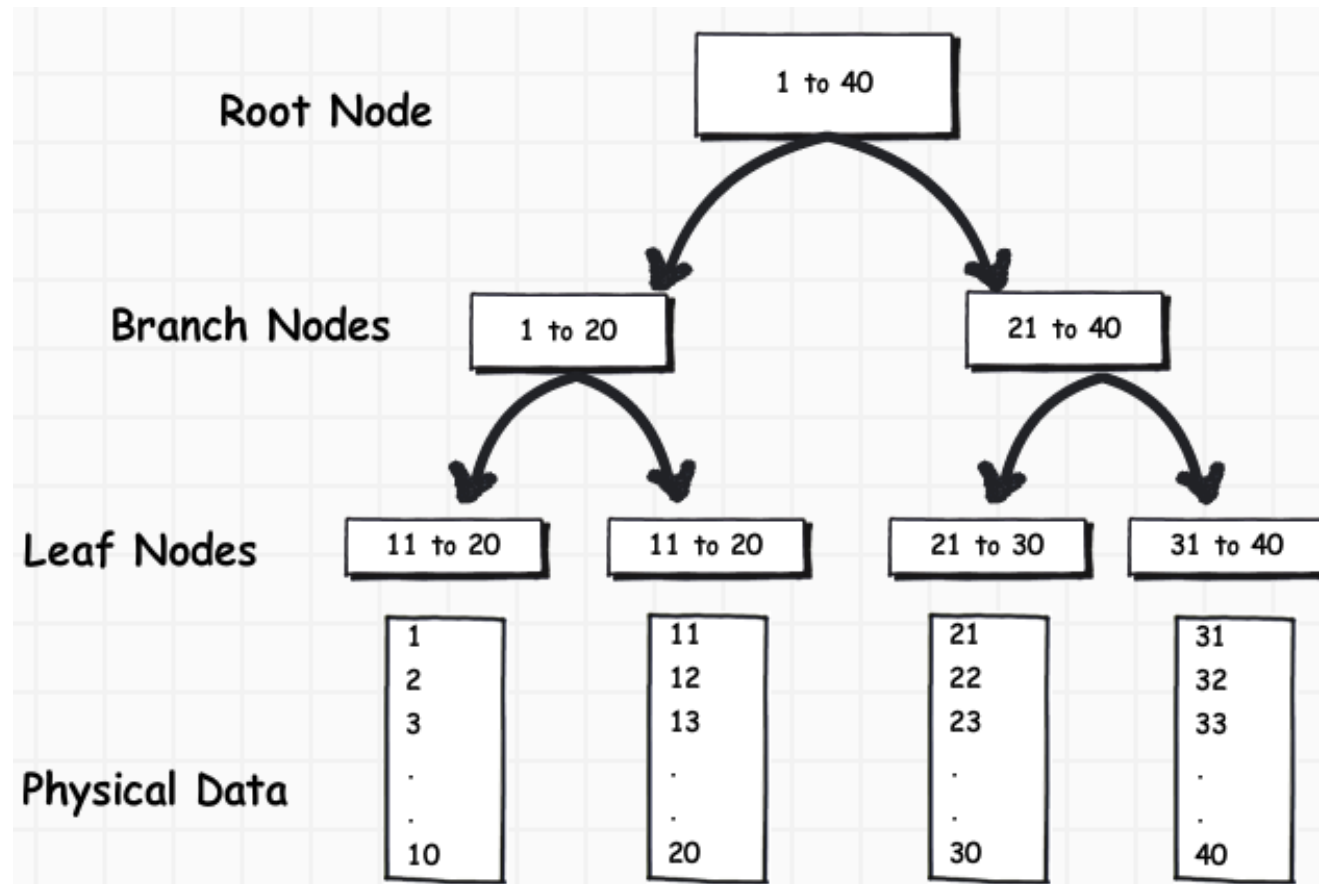 1 to 40
Root Node
Branch Nodes
1 to 20
21 to 40
Leaf Nodes
11 to 20
11 to 20
21 to 30
31 to 40
Physical Data
1
2
3
.
.
10
11
12
13
.
.
20
21
22
23
.
.
30
31
32
33
.
.
40